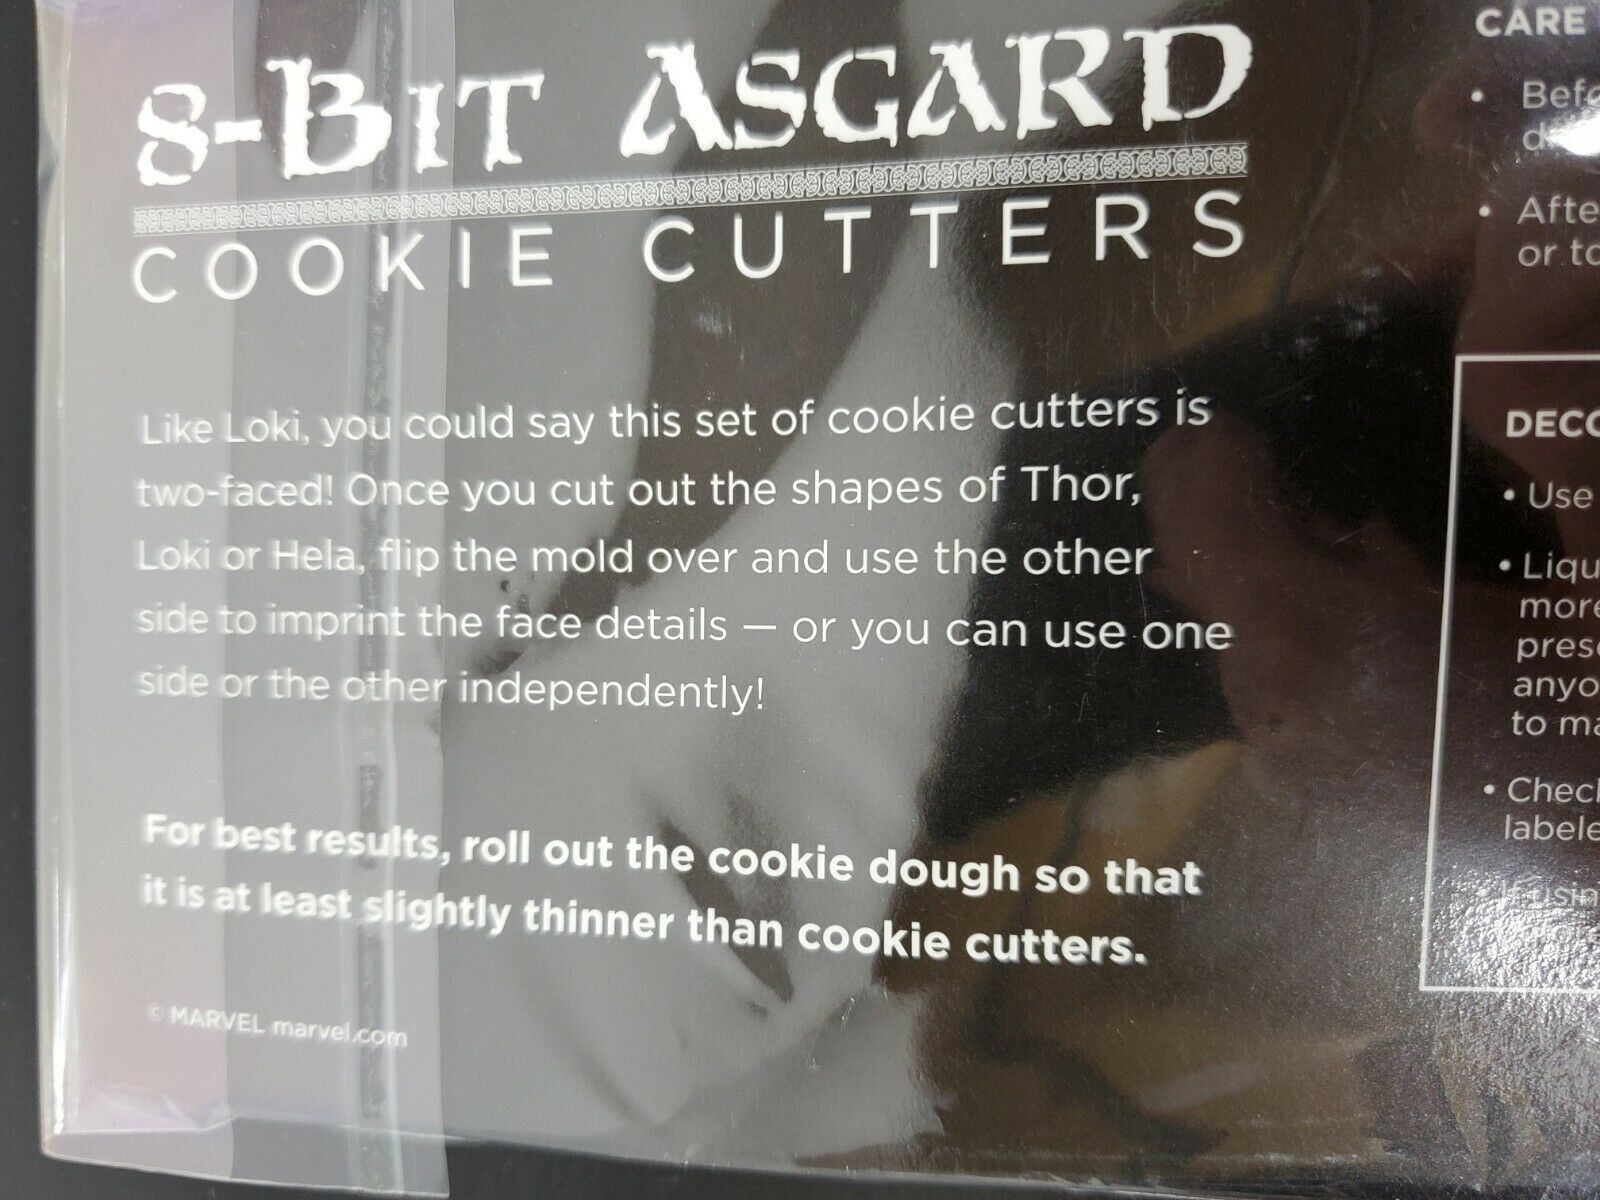 8-BIT ASGARD
COOKIE CUTTERS
Like Loki, you could say this set of cookie cutters is
two-faced! Once you cut out the shapes of Thor,
Loki or Hela, flip the mold over and use the other
side to imprint the face details — or you can use one
side or the other independently!
For best results, roll out the cookie dough so that
it is at least slightly thinner than cookie cutters.
© MARVEL marvel.com
CARE
•
•
or
• Use
•
more
to
•